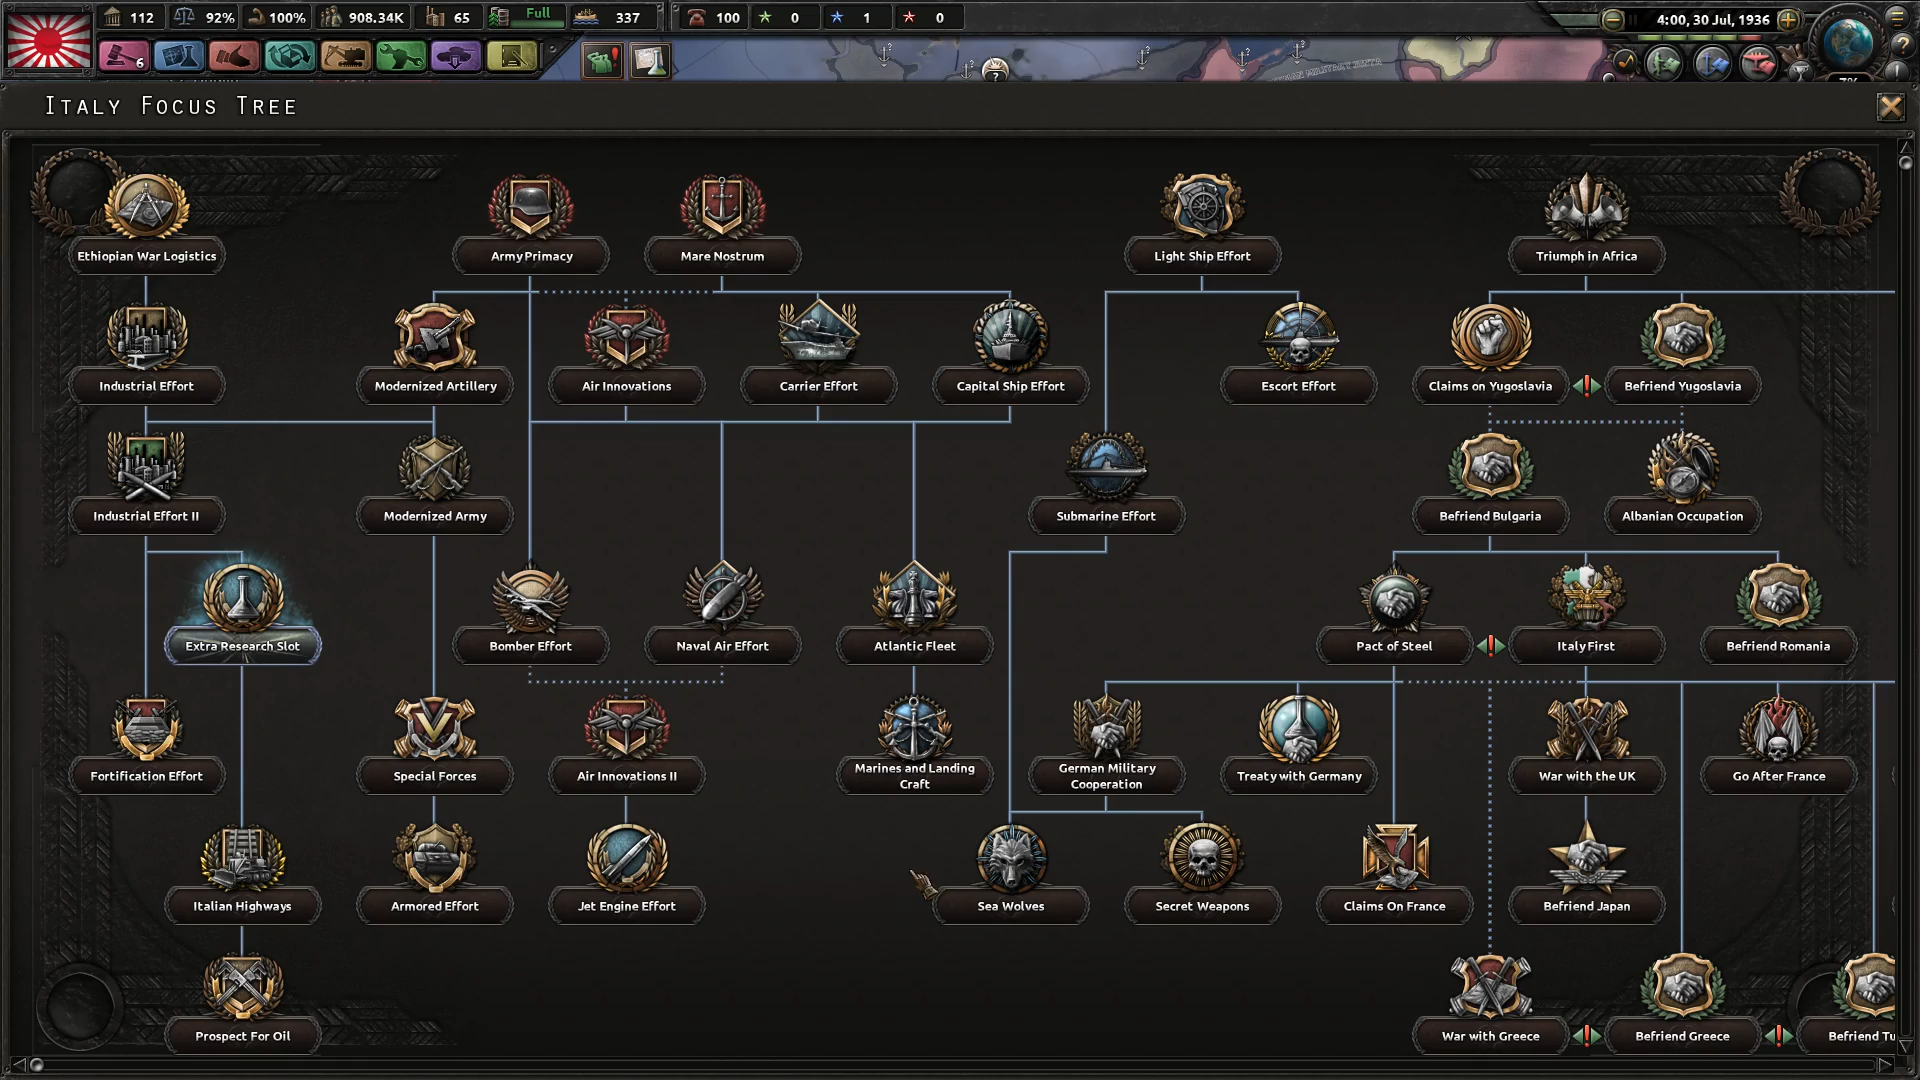 112 92% 100% 908.34K 65 Full 337 100 0 1 0 4:00, 30 Jul, 1936
6
?
ITALY FOCUS TREE
Ethiopian War Logistics
Army Primacy
Mare Nostrum
Light Ship Effort
Triumph in Africa
Industrial Effort
Modernized Artillery
Air Innovations
Carrier Effort
Capital Ship Effort
Escort Effort
Claims on Yugoslavia
Befriend Yugoslavia
Industrial Effort II
Modernized Army
Submarine Effort
Befriend Bulgaria
Albanian Occupation
Extra Research Slot
Bomber Effort
Naval Air Effort
Atlantic Fleet
Pact of Steel
Italy First
Befriend Romania
Fortification Effort
Special Forces
Air Innovations II
Marines and Landing
Craft
German Military
Cooperation
Treaty with Germany
War with the UK
Go After France
Italian Highways
Armored Effort
Jet Engine Effort
Sea Wolves
Secret Weapons
Claims On France
Befriend Japan
Prospect For Oil
War with Greece
Befriend Greece
Befriend Tu